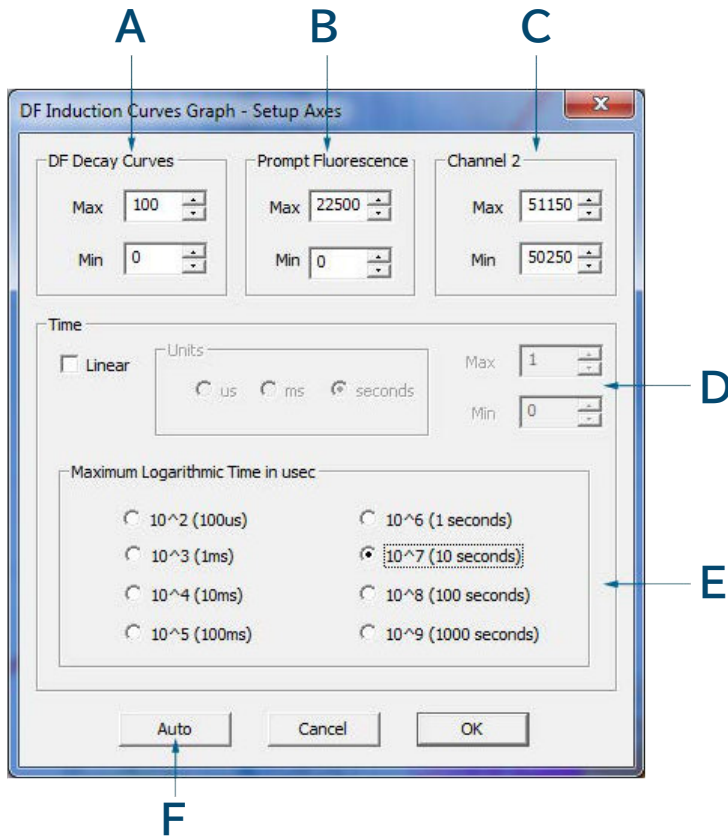 A B C
DF Induction Curves Graph - Setup Axes
DF Decay Curves
Max 100
Min 0
Prompt Fluorescence
Max 22500
Min 0
Channel 2
Max 51150
Min 50250
Time
Linear
Units
us ms seconds
Max 1
Min 0
D
Maximum Logarithmic Time in usec
10^2 (100us)
10^3 (1ms)
10^4 (10ms)
10^5 (100ms)
10^6 (1 seconds)
10^7 (10 seconds)
10^8 (100 seconds)
10^9 (1000 seconds)
E
Auto Cancel OK
F